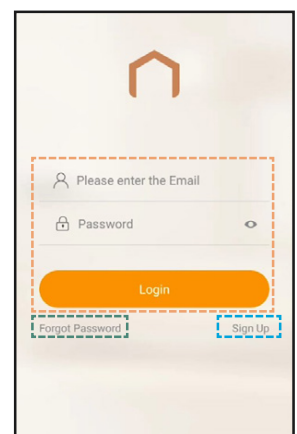 Please enter the Email
Password
Login
Forgot Password
Sign Up